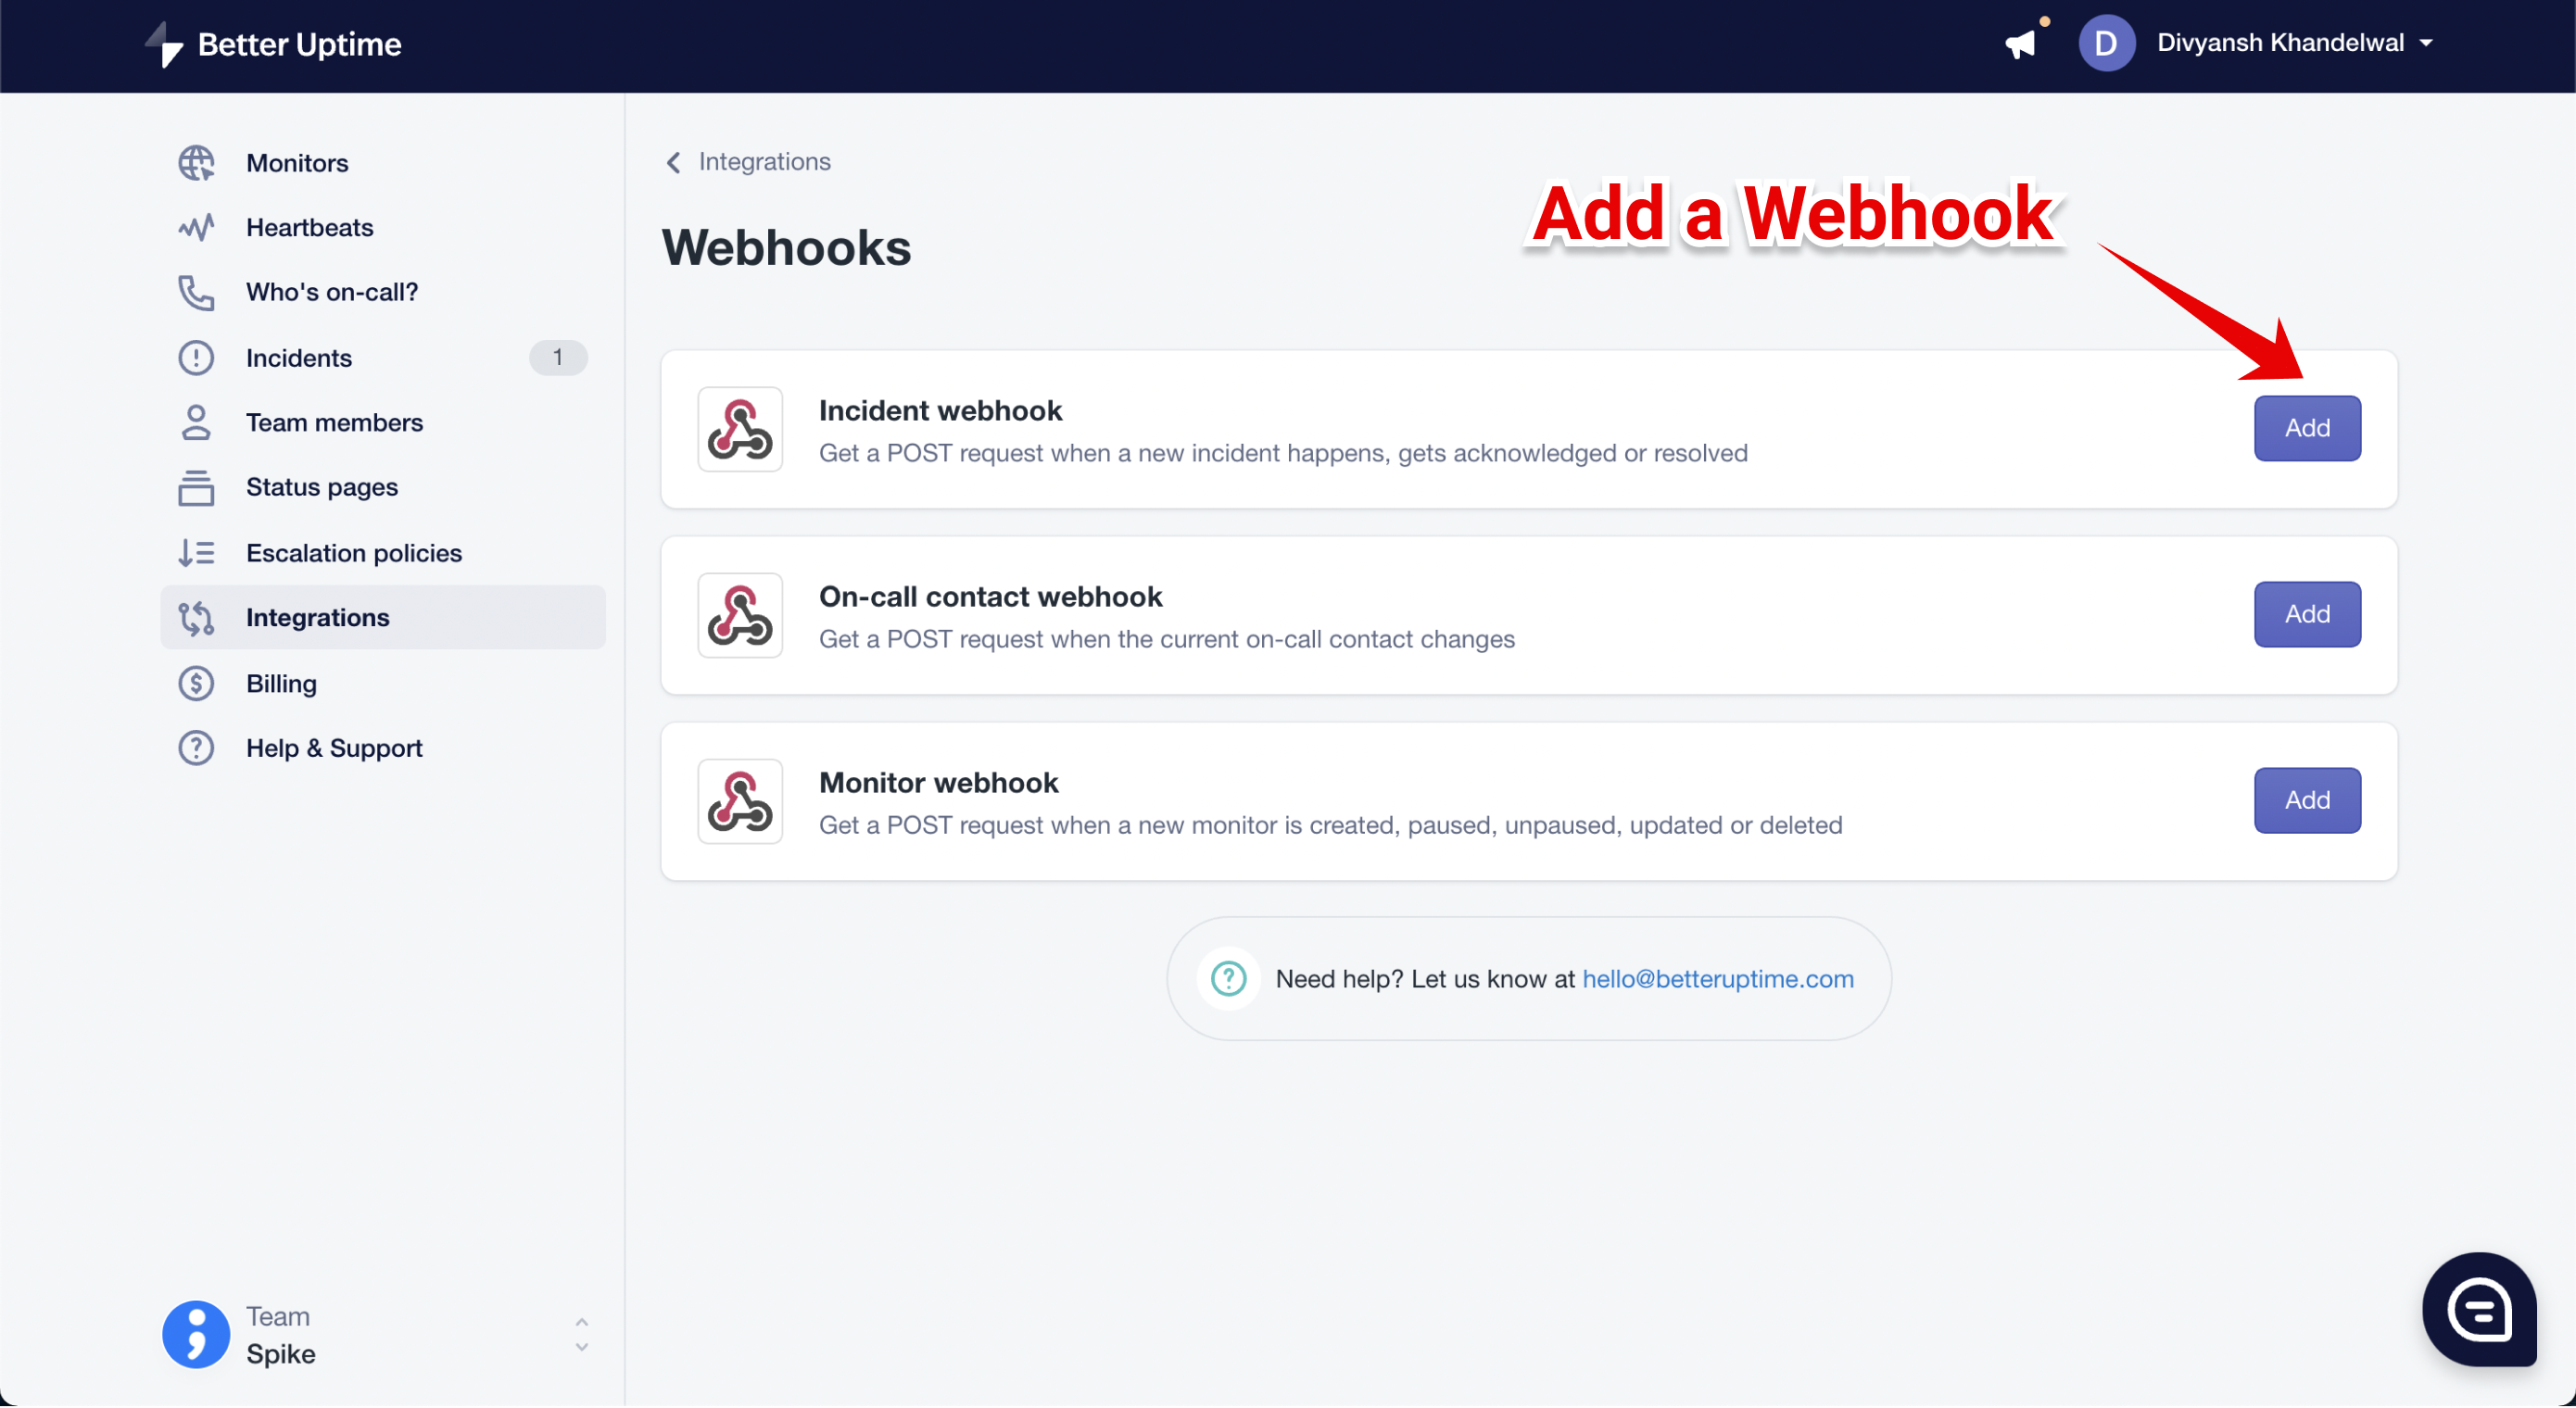 Better Uptime
D
Divyansh Khandelwal
Monitors
Heartbeats
Who's on-call?
Incidents
1
Team members
Status pages
Escalation policies
Integrations
Billing
Help & Support
Team
Spike
Integrations
Webhooks
Add a Webhook
Incident webhook
Get a POST request when a new incident happens, gets acknowledged or resolved
Add
On-call contact webhook
Get a POST request when the current on-call contact changes
Add
Monitor webhook
Get a POST request when a new monitor is created, paused, unpaused, updated or deleted
Add
Need help? Let us know at hello@betteruptime.com